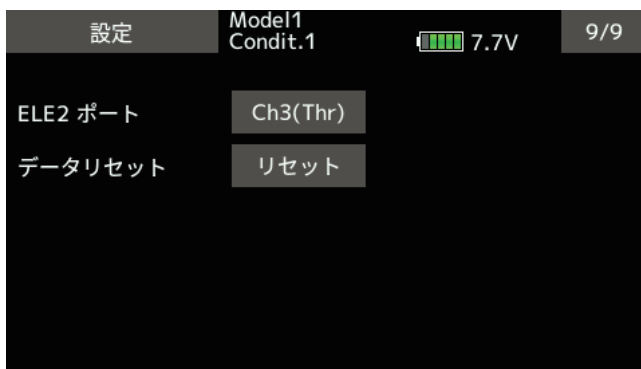 設定
Model1
Condit.1
7.7V
9/9
ELE2 ポート
Ch3(Thr)
データリセット
リセット